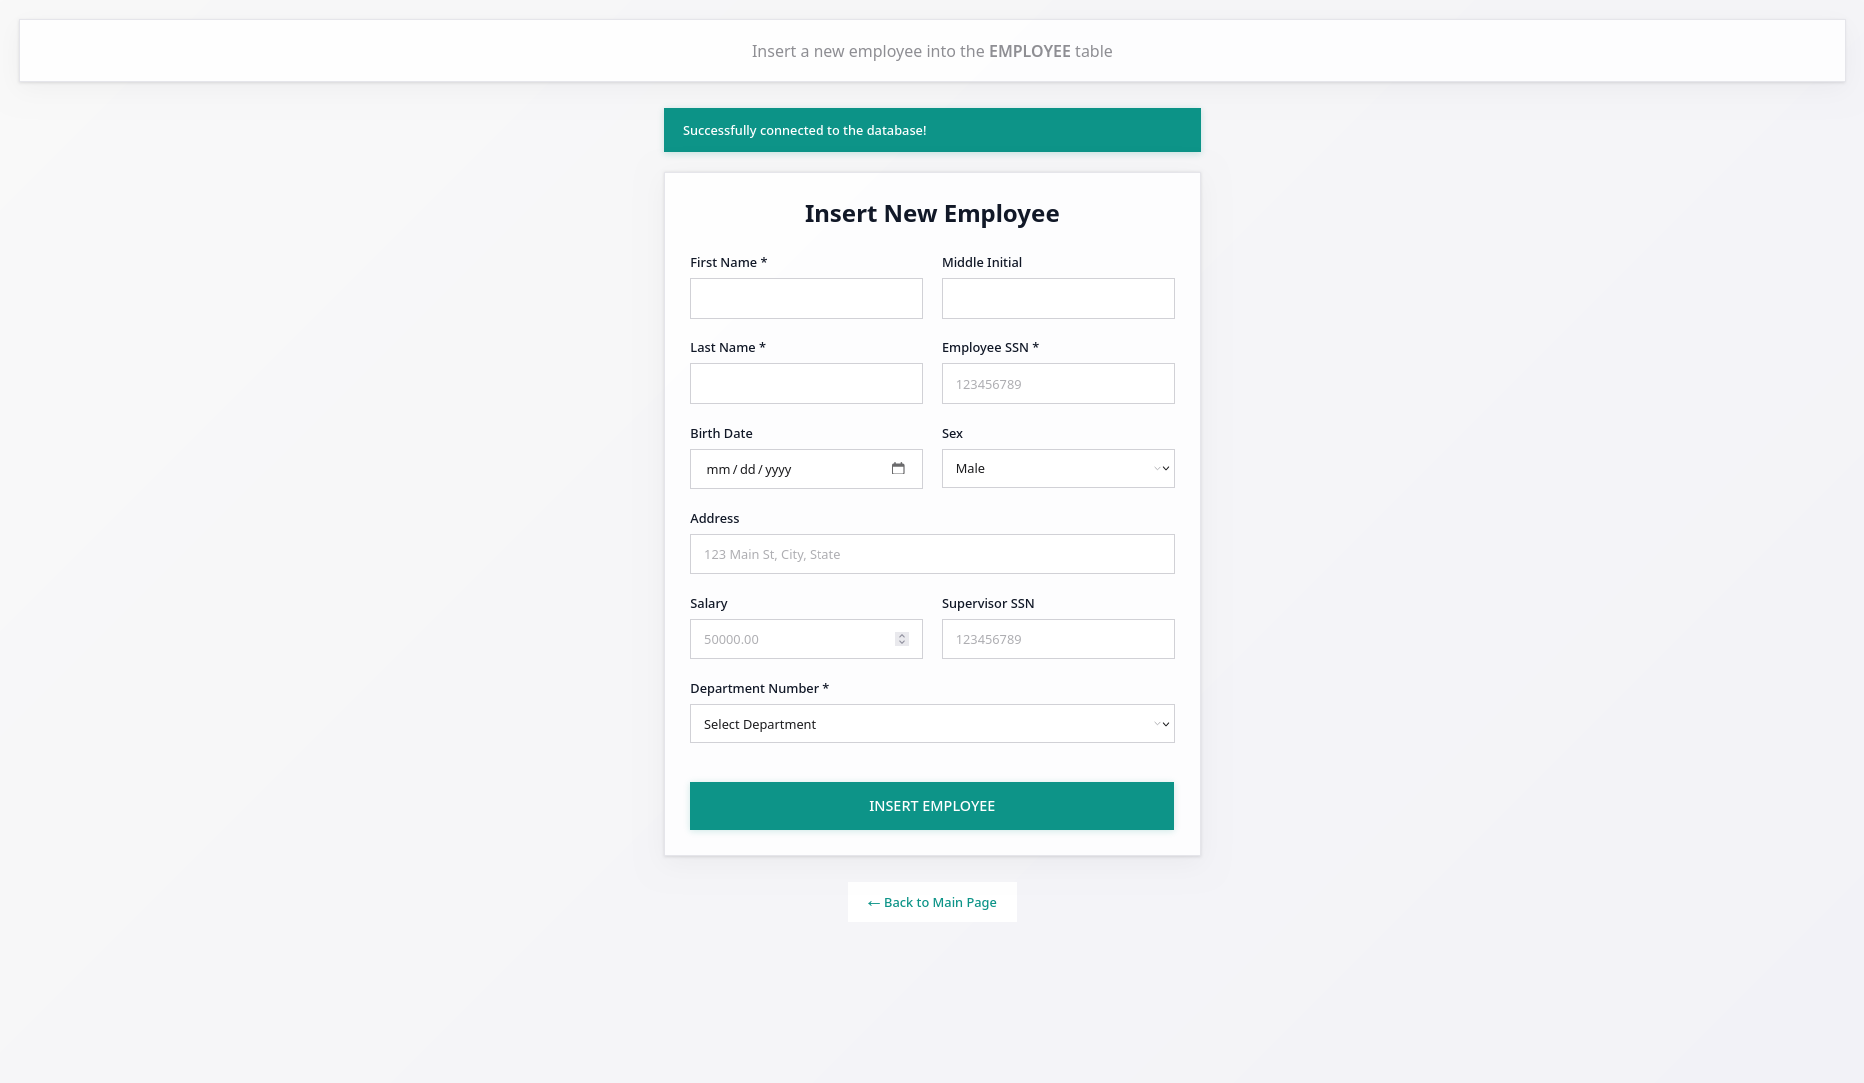 Insert a new employee into the EMPLOYEE table
Successfully connected to the database!
Insert New Employee
First Name *
Middle Initial
Last Name *
Employee SSN *
123456789
Birth Date
Sex
mm/dd/yyyy
Male
Address
123 Main St, City, State
Salary
Supervisor SSN
50000.00
123456789
Department Number *
Select Department
INSERT EMPLOYEE
← Back to Main Page